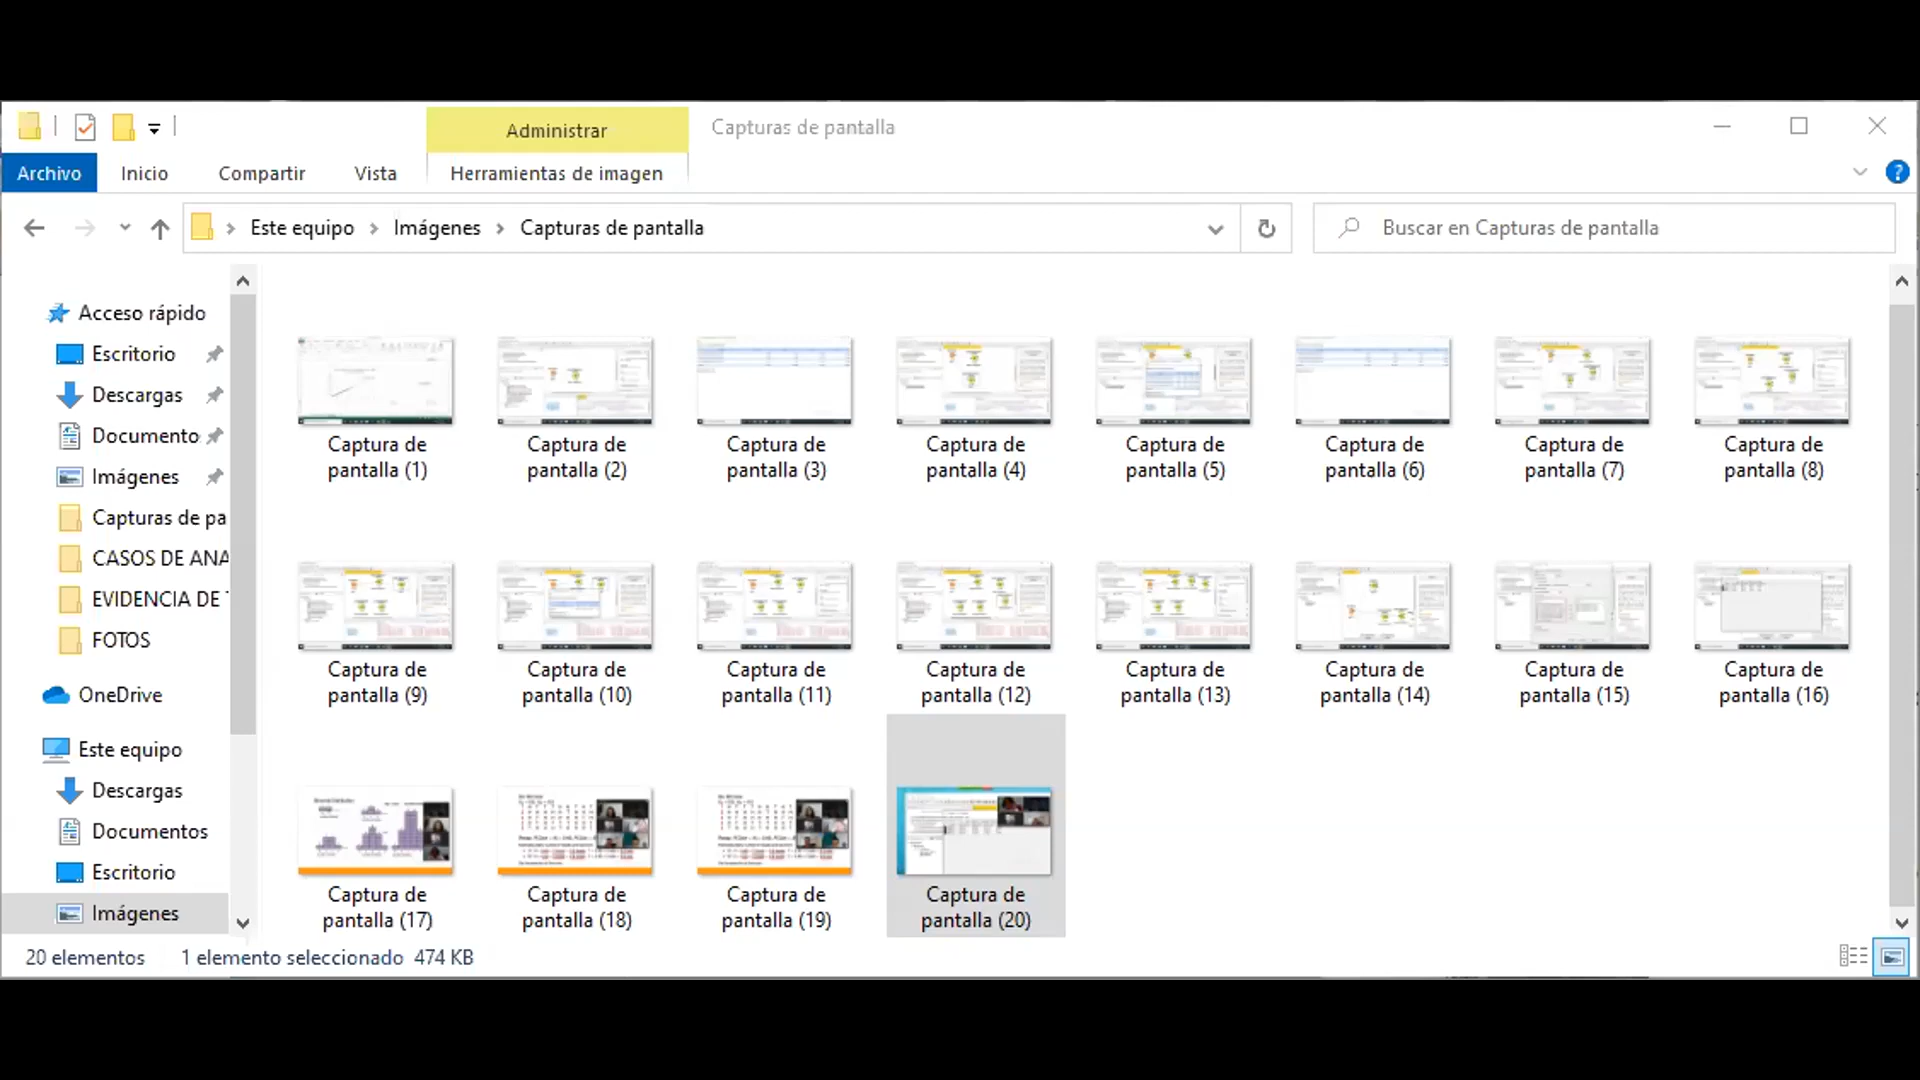 Administrar
Capturas de pantalla
Archivo
Inicio
Compartir
Vista
Herramientas de imagen
Este equipo
Imágenes
Capturas de pantalla
Buscar en Capturas de pantalla
Acceso rápido
Escritorio
Descargas
Documento
Imágenes
Capturas de pa
CASOS DE ANA
EVIDENCIA DE
FOTOS
OneDrive
Este equipo
Descargas
Documentos
Escritorio
Imágenes
Captura de
pantalla (1)
Captura de
pantalla (2)
Captura de
pantalla (3)
Captura de
pantalla (4)
Captura de
pantalla (5)
Captura de
pantalla (6)
Captura de
pantalla (7)
Captura de
pantalla (8)
Captura de
pantalla (9)
Captura de
pantalla (10)
Captura de
pantalla (11)
Captura de
pantalla (12)
Captura de
pantalla (13)
Captura de
pantalla (14)
Captura de
pantalla (15)
Captura de
pantalla (16)
Captura de
pantalla (17)
Captura de
pantalla (18)
Captura de
pantalla (19)
Captura de
pantalla (20)
20 elementos
1 elemento seleccionado 474 KB